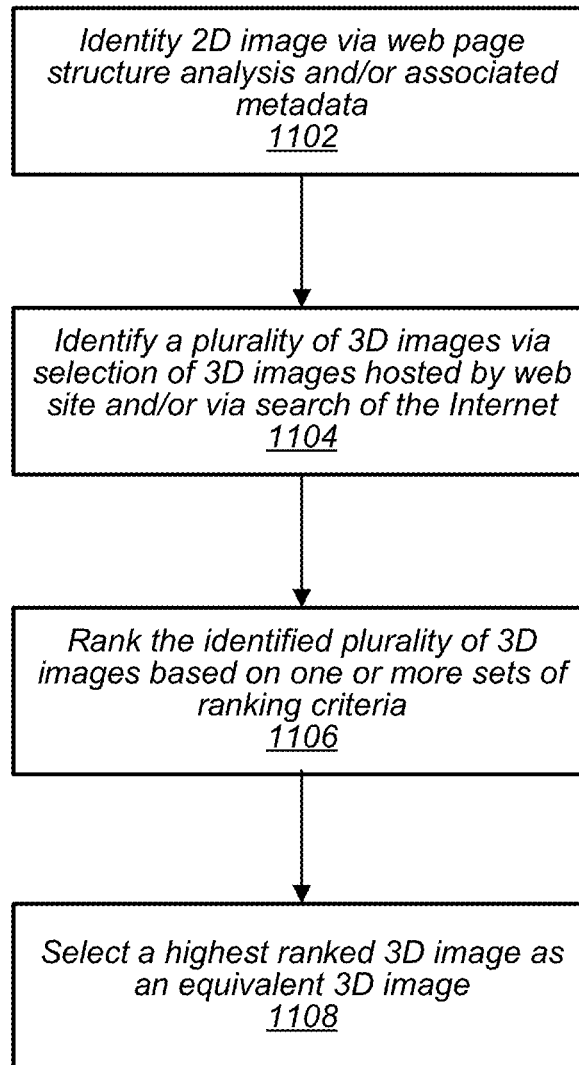 Identity 2D image via web page
structure analysis and/or associated
metadata
1102
Identify a plurality of 3D images via
selection of 3D images hosted by web
site and/or via search of the Internet
1104
Rank the identified plurality of 3D
images based on one or more sets of
ranking criteria
1106
Select a highest ranked 3D image as
an equivalent 3D image
1108